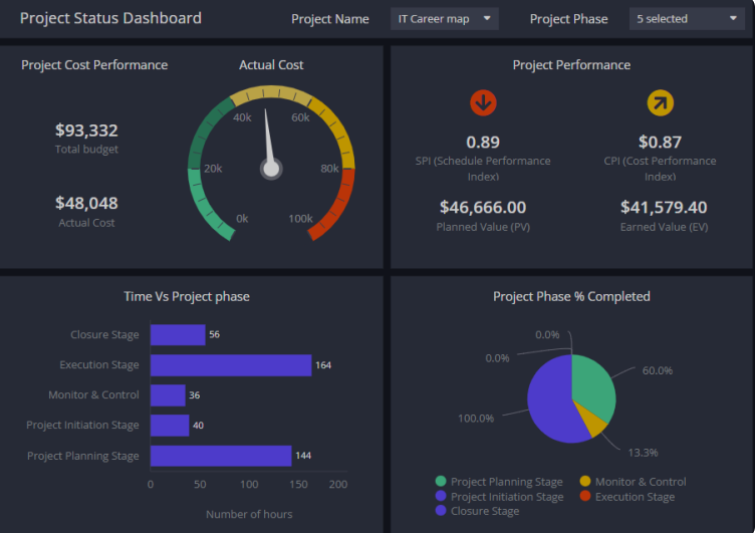 Project Status Dashboard
Project Name
IT Career map
Project Phase
5 selected
Project Cost Performance
Actual Cost
$93,332
Total budget
$48,048
Actual Cost
0k
20k
40k
60k
80k
100k
Project Performance
0.89
SPI (Schedule Performance
Index)
$0.87
CPI (Cost Performance
Index)
$46,666.00
Planned Value (PV)
$41,579.40
Earned Value (EV)
Time Vs Project phase
Closure Stage
56
Execution Stage
164
Monitor & Control
36
Project Initiation Stage
40
Project Planning Stage
144
0
50
100
150
200
Number of hours
Project Phase % Completed
0.0%
0.0%
60.0%
100.0%
13.3%
Project Planning Stage
Monitor & Control
Project Initiation Stage
Execution Stage
Closure Stage